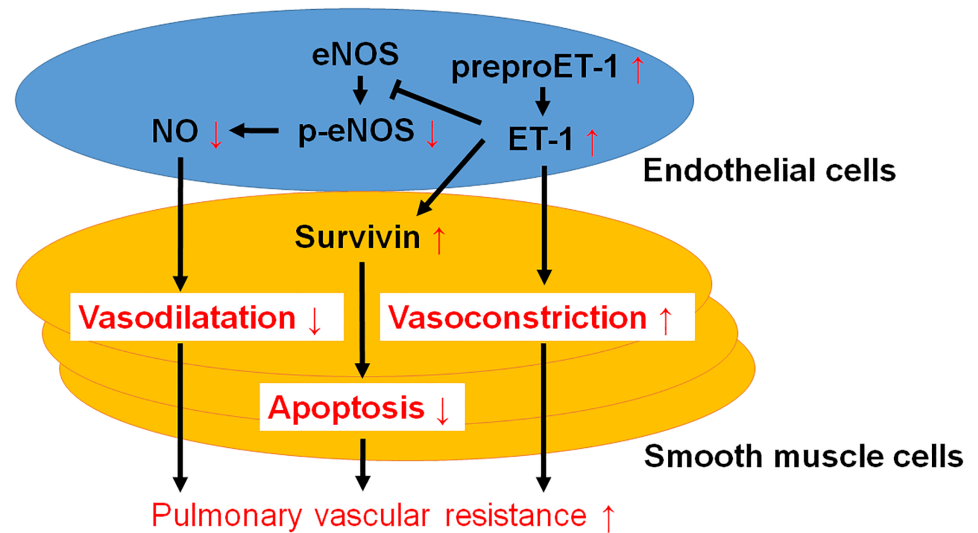 eNOS
preproET-1 ↑
NO ↓
p-eNOS ↓
ET-1 ↑
Endothelial cells
Survivin ↑
Vasodilatation ↓
Vasoconstriction ↑
Apoptosis ↓
Smooth muscle cells
Pulmonary vascular resistance ↑